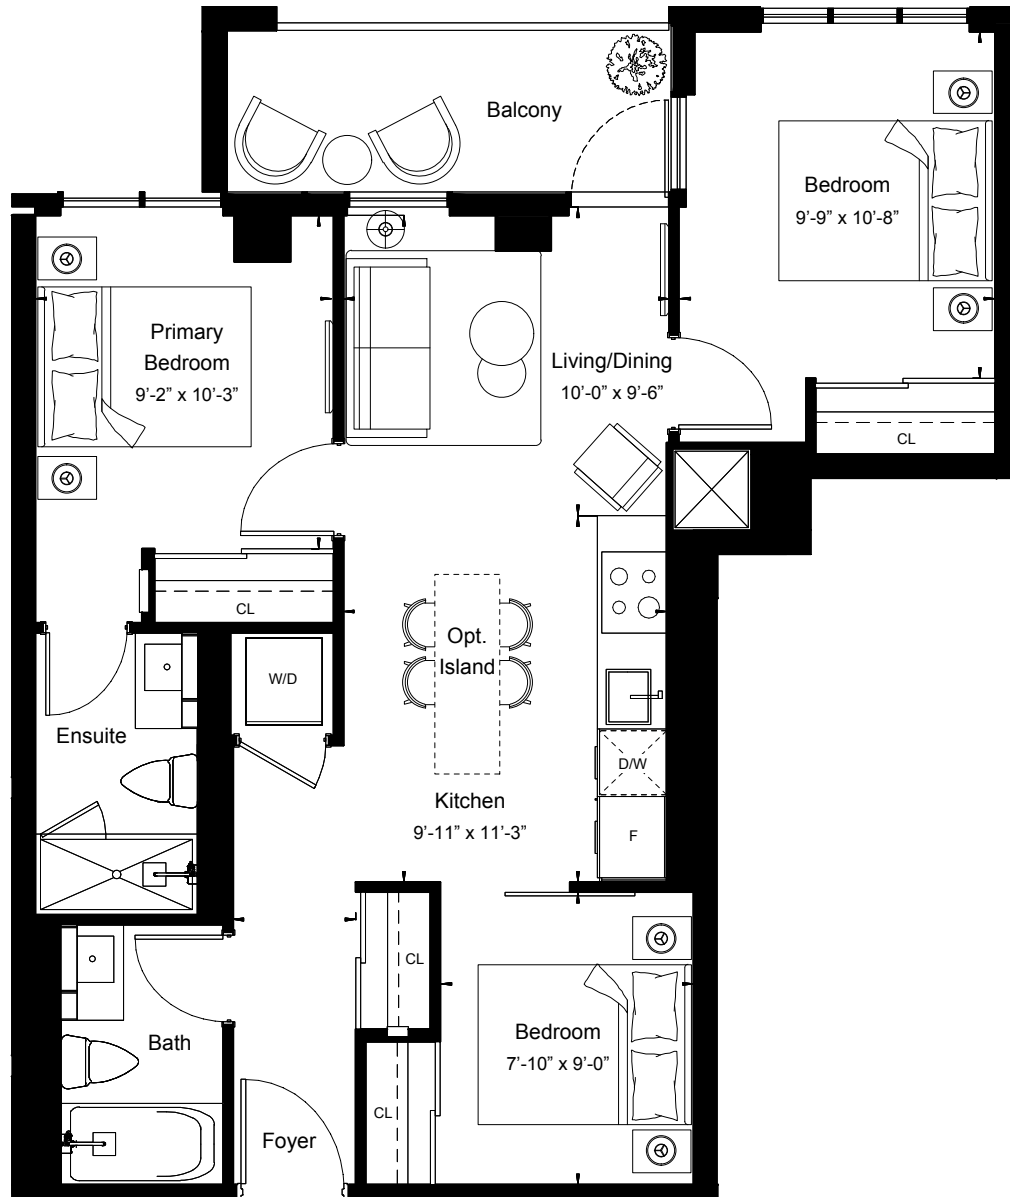 Balcony
Bedroom
9’-9” x 10’-8”
Primary
Bedroom
9’-2” x 10’-3”
Living/Dining
10’-0” x 9’-6”
CL
CL
Opt.
Island
W/D
Ensuite
D/W
Kitchen
9’-11” x 11’-3”
F
CL
Bath
Bedroom
7’-10” x 9’-0”
CL
Foyer